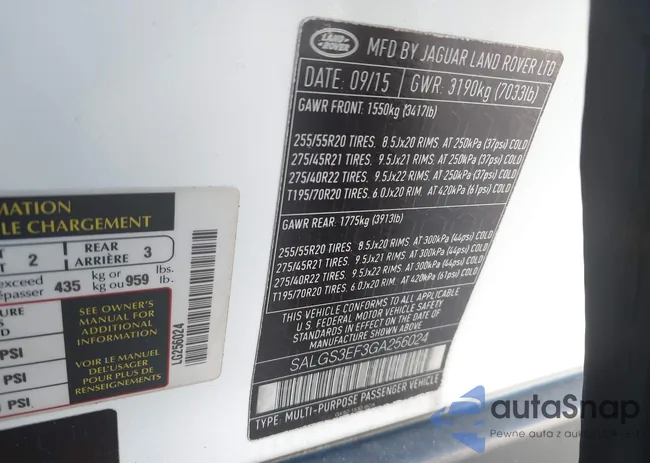 LAND ROVER
MFD BY JAGUAR LAND ROVER LTD
DATE: 09/15 GWR: 3190kg (7033lb)
GAWR FRONT: 1550kg (3417lb)
255/55R20 TIRES. 8.5Jx20 RIMS. AT 250kPa (37psi) COLD
275/45R21 TIRES. 9.5Jx21 RIMS. AT 250kPa (37psi) COLD
275/40R22 TIRES. 9.5Jx22 RIMS. AT 250kPa (37psi) COLD
T195/70R20 TIRES. 6.0Jx20 RIM. AT 420kPa (61psi) COLD
GAWR REAR: 1775kg (3913lb)
255/55R20 TIRES. 8.5Jx20 RIMS AT 300kPa (44psi) COLD
275/45R21 TIRES. 9.5Jx21 RIMS. AT 300kPa (44psi) COLD
275/40R22 TIRES. 9.5Jx22 RIMS. AT 300kPa (44psi) COLD
T195/70R20 TIRES. 6.0Jx20 RIM. AT 420kPa (61psi) COLD
THIS VEHICLE CONFORMS TO ALL APPLICABLE
U.S. FEDERAL MOTOR VEHICLE SAFETY
STANDARDS IN EFFECT ON THE DATE OF
MANUFACTURE SHOWN ABOVE.
SALGS3EF3GA256024
TYPE: MULTI-PURPOSE PASSENGER VEHICLE
MATION
LE CHARGEMENT
2 REAR ARRIÈRE 3
exceed 435 kg or 959 lbs.
passer kg ou lb.
PSI
PSI
PSI
SEE OWNER'S
MANUAL FOR
ADDITIONAL
INFORMATION
VOIR LE MANUEL
DE L'USAGER
POUR PLUS DE
RENSEIGNEMENTS
LG256024
autaSnap
Pewne auta z